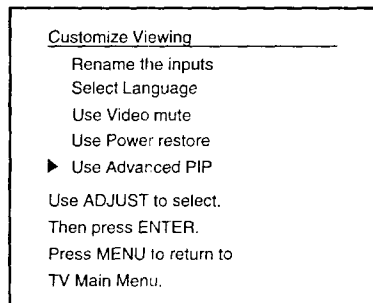 Customize Viewing
Rename the inputs
Select Language
Use Video mute
Use Power restore
▶ Use Advanced PIP
Use ADJUST to select.
Then press ENTER.
Press MENU to return to
TV Main Menu.